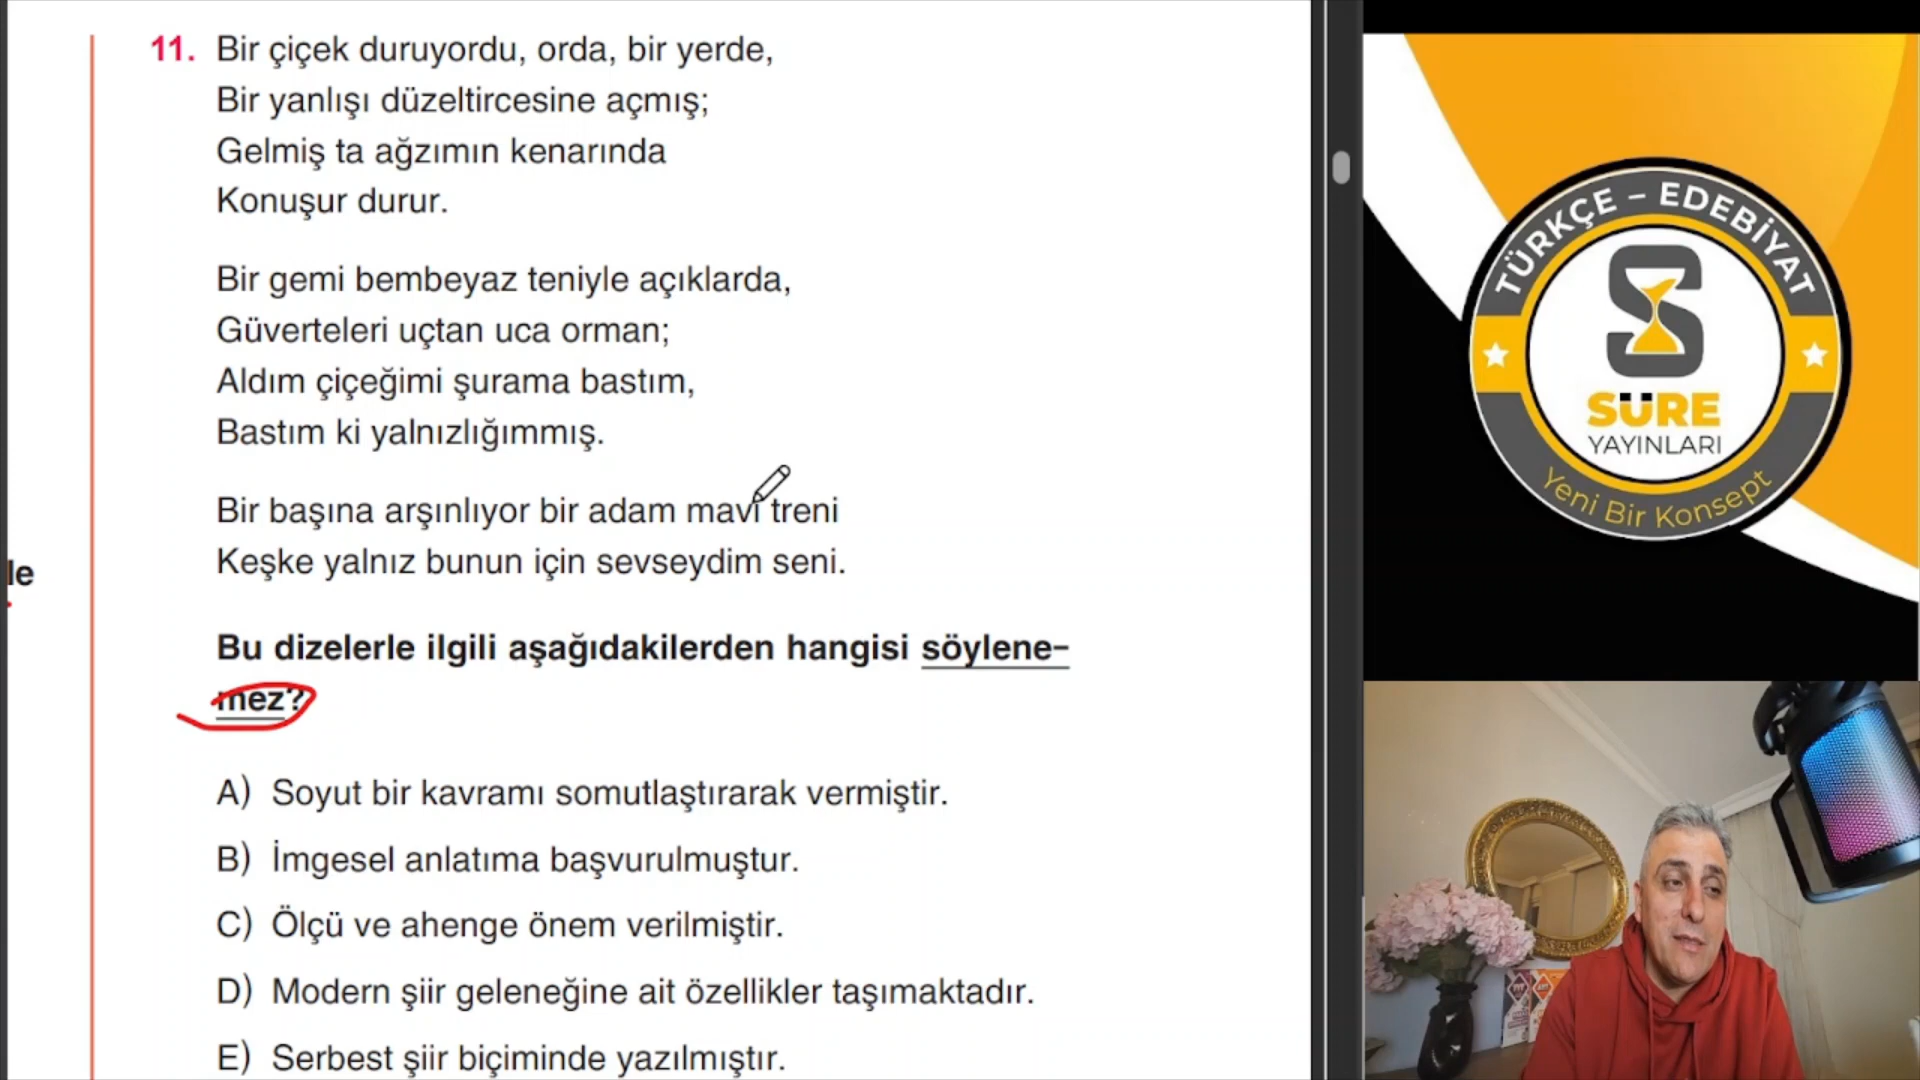 11. Bir çiçek duruyordu, orda, bir yerde,
Bir yanlışı düzeltircesine açmış;
Gelmiş ta ağzımın kenarında
Konuşur durur.
Bir gemi bembeyaz teniyle açıklarda,
Güverteleri uçtan uca orman;
Aldım çiçeğimi şurama bastım,
Bastım ki yalnızlığımmış.
Bir başına arşınlıyor bir adam mavi treni
Keşke yalnız bunun için sevseydim seni.
Bu dizelerle ilgili aşağıdakilerden hangisi söylene-
mez?
A) Soyut bir kavramı somutlaştırarak vermiştir.
B) İmgesel anlatıma başvurulmuştur.
C) Ölçü ve ahenge önem verilmiştir.
D) Modern şiir geleneğine ait özellikler taşımaktadır.
E) Serbest şiir biçiminde yazılmıştır.
le
TÜRKÇE – EDEBİYAT
SÜRE
YAYINLARI
Yeni Bir Konsept